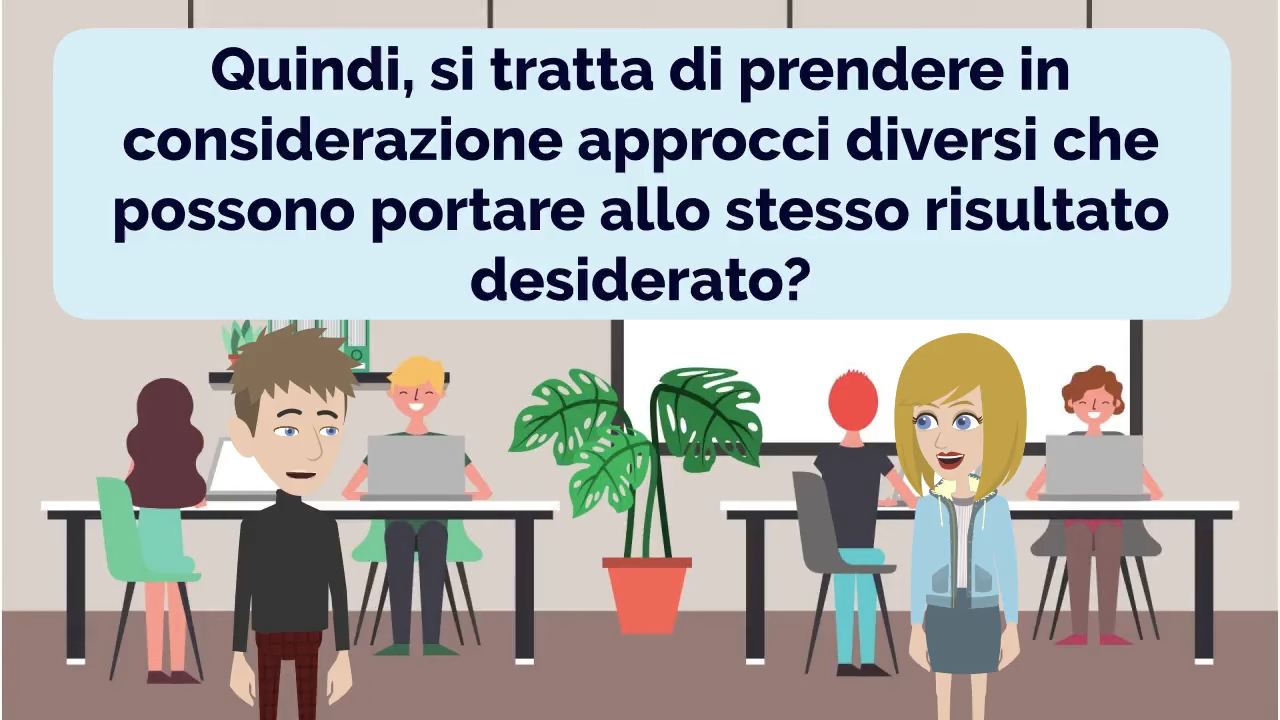 Quindi, si tratta di prendere in
considerazione approcci diversi che
possono portare allo stesso risultato
desiderato?